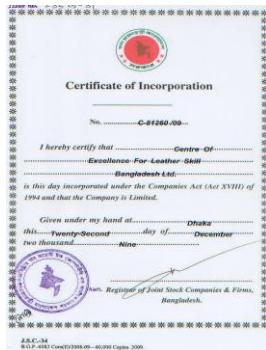 Certificate of Incorporation
No. C-81260 /09
I hereby certify that Centre Of
Excellence For Leather Skill
Bangladesh Ltd.
is this day incorporated under the Companies Act (Act XVIII) of
1994 and that the Company is Limited.
Given under my hand at Dhaka
this Twenty-Second day of December
two thousand Nine
Registrar of Joint Stock Companies & Firms,
Bangladesh.
J.S.C.-34